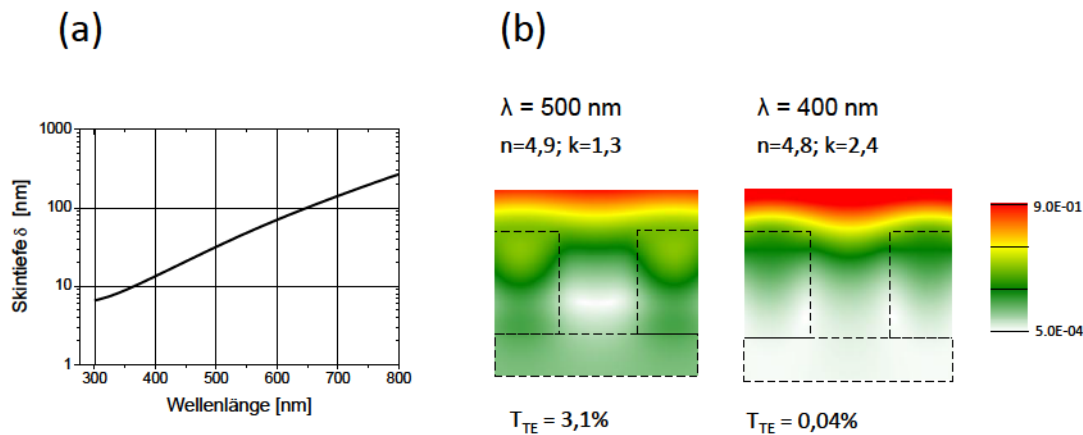 (a)
(b)
λ = 500 nm
n=4,9; k=1,3
λ = 400 nm
n=4,8; k=2,4
1000
100
10
1
Skintiefe δ [nm]
300 400 500 600 700 800
Wellenlänge [nm]
9.0E-01
5.0E-04
T_TE = 3,1%
T_TE = 0,04%